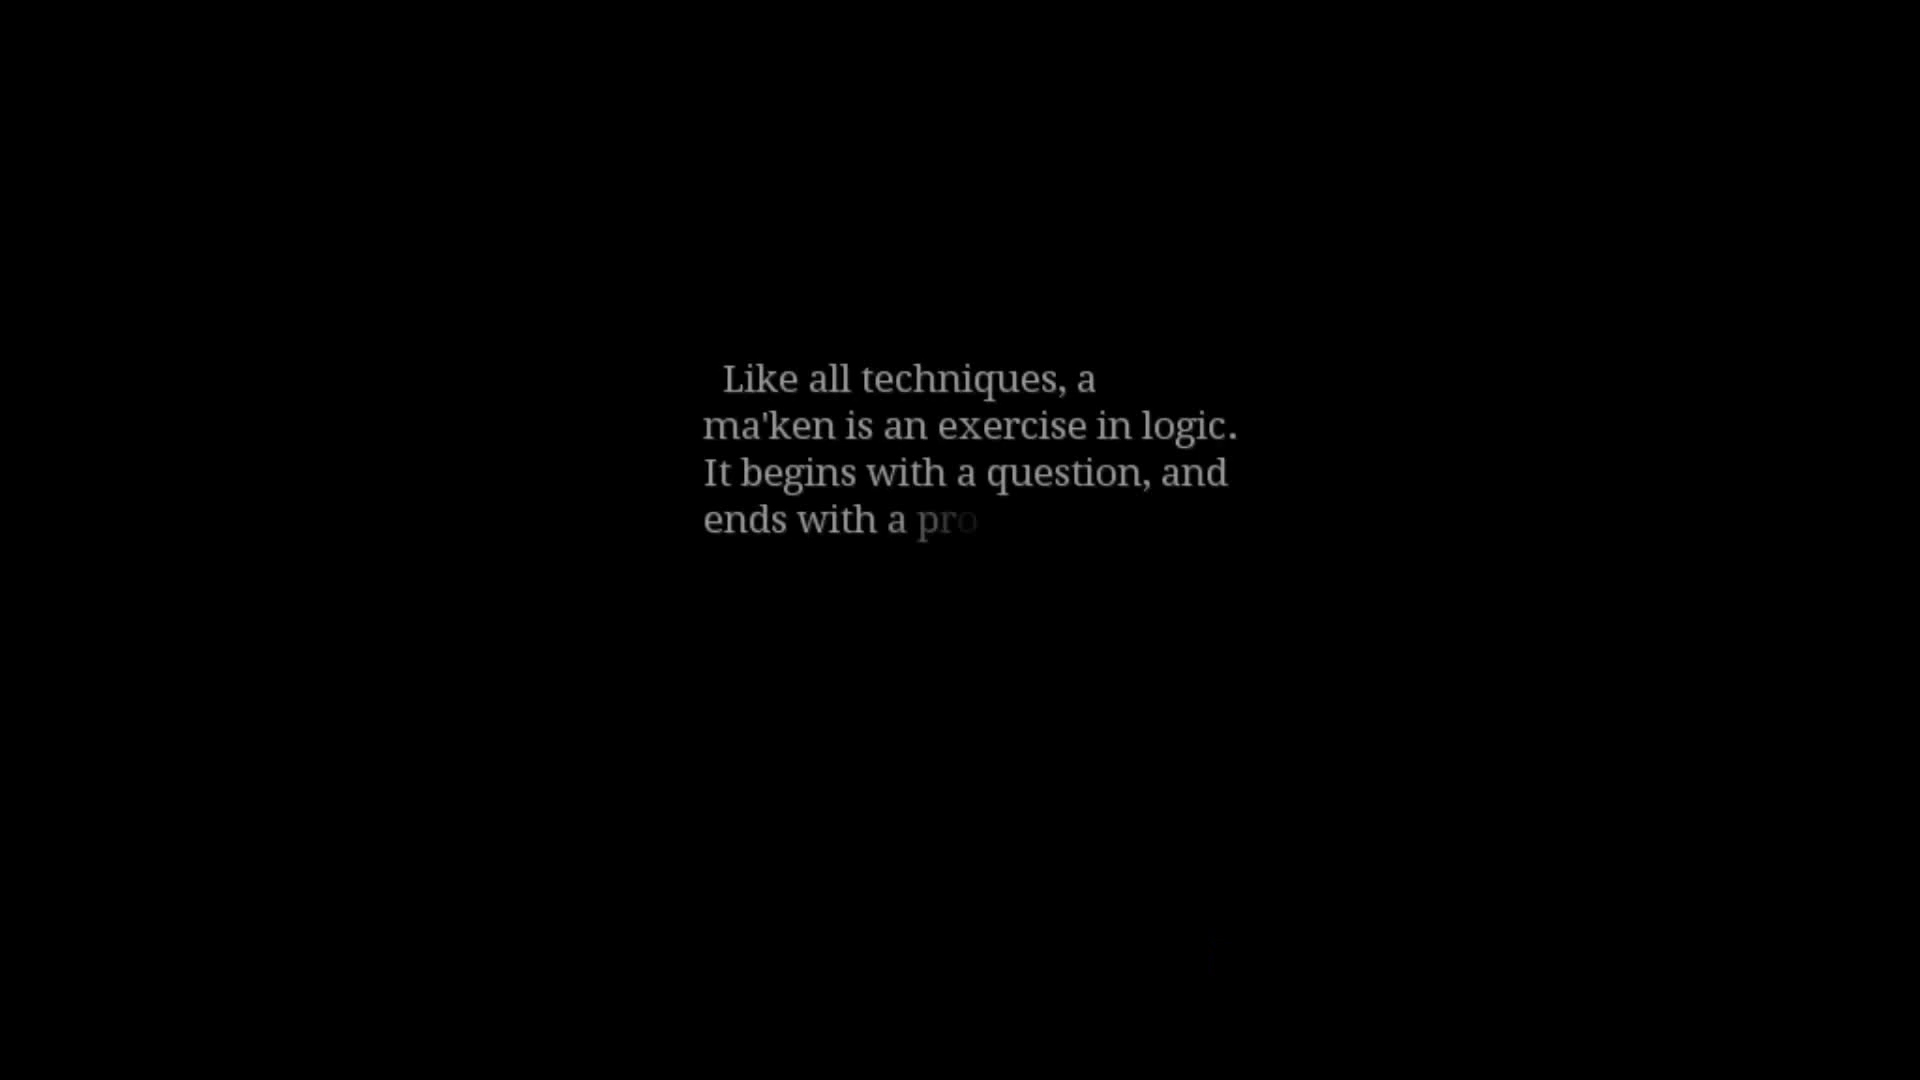 Like all techniques, a
ma'ken is an exercise in logic.
It begins with a question, and
ends with a pro